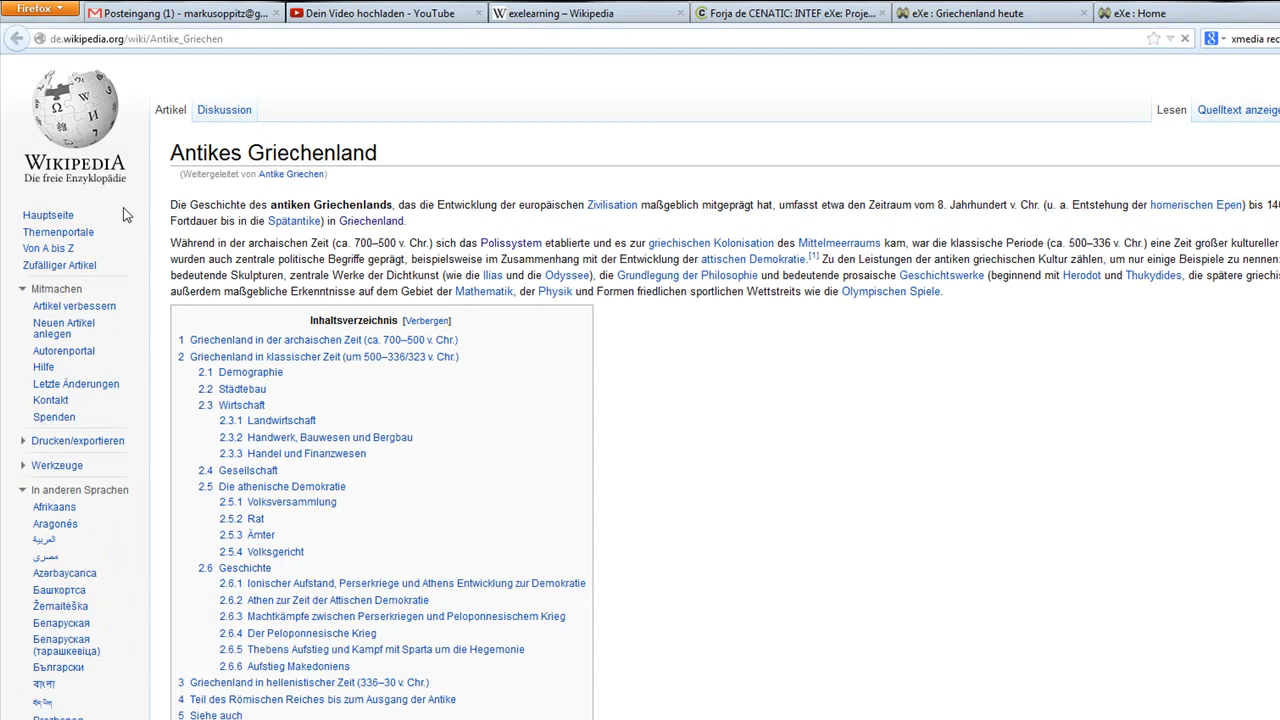 Firefox
Posteingang (1) - markusoppitz@g...
Dein Video hochladen - YouTube
exelearning – Wikipedia
Forja de CENATIC: INTEF eXe: Proje...
eXe : Griechenland heute
eXe : Home
de.wikipedia.org/wiki/Antike_Griechen
xmedia rec
Artikel Diskussion
Lesen Quelltext anzeige
WIKIPEDIA
Die freie Enzyklopädie
Hauptseite
Themenportale
Von A bis Z
Zufälliger Artikel
Mitmachen
Artikel verbessern
Neuen Artikel
anlegen
Autorenportal
Hilfe
Letzte Änderungen
Kontakt
Spenden
Drucken/exportieren
Werkzeuge
In anderen Sprachen
Afrikaans
Aragonés
العربية
مصرى
Azərbaycanca
Башҡортса
Žemaitėška
Беларуская
Беларуская
(тарашкевіца)
Български
বাংলা
བོད་ཡིག
Brezhoneg
Antikes Griechenland
(Weitergeleitet von Antike Griechen)
Die Geschichte des antiken Griechenlands, das die Entwicklung der europäischen Zivilisation maßgeblich mitgeprägt hat, umfasst etwa den Zeitraum vom 8. Jahrhundert v. Chr. (u. a. Entstehung der homerischen Epen) bis 146
Fortdauer bis in die Spätantike) in Griechenland.
Während in der archaischen Zeit (ca. 700–500 v. Chr.) sich das Polissystem etablierte und es zur griechischen Kolonisation des Mittelmeerraums kam, war die klassische Periode (ca. 500–336 v. Chr.) eine Zeit großer kultureller
wurden auch zentrale politische Begriffe geprägt, beispielsweise im Zusammenhang mit der Entwicklung der attischen Demokratie.[1] Zu den Leistungen der antiken griechischen Kultur zählen, um nur einige Beispiele zu nennen:
bedeutende Skulpturen, zentrale Werke der Dichtkunst (wie die Ilias und die Odyssee), die Grundlegung der Philosophie und bedeutende prosaische Geschichtswerke (beginnend mit Herodot und Thukydides, die spätere griechis
außerdem maßgebliche Erkenntnisse auf dem Gebiet der Mathematik, der Physik und Formen friedlichen sportlichen Wettstreits wie die Olympischen Spiele.
Inhaltsverzeichnis [Verbergen]
1 Griechenland in der archaischen Zeit (ca. 700–500 v. Chr.)
2 Griechenland in klassischer Zeit (um 500–336/323 v. Chr.)
2.1 Demographie
2.2 Städtebau
2.3 Wirtschaft
2.3.1 Landwirtschaft
2.3.2 Handwerk, Bauwesen und Bergbau
2.3.3 Handel und Finanzwesen
2.4 Gesellschaft
2.5 Die athenische Demokratie
2.5.1 Volksversammlung
2.5.2 Rat
2.5.3 Ämter
2.5.4 Volksgericht
2.6 Geschichte
2.6.1 Ionischer Aufstand, Perserkriege und Athens Entwicklung zur Demokratie
2.6.2 Athen zur Zeit der Attischen Demokratie
2.6.3 Machtkämpfe zwischen Perserkriegen und Peloponnesischem Krieg
2.6.4 Der Peloponnesische Krieg
2.6.5 Thebens Aufstieg und Kampf mit Sparta um die Hegemonie
2.6.6 Aufstieg Makedoniens
3 Griechenland in hellenistischer Zeit (336–30 v. Chr.)
4 Teil des Römischen Reiches bis zum Ausgang der Antike
5 Siehe auch